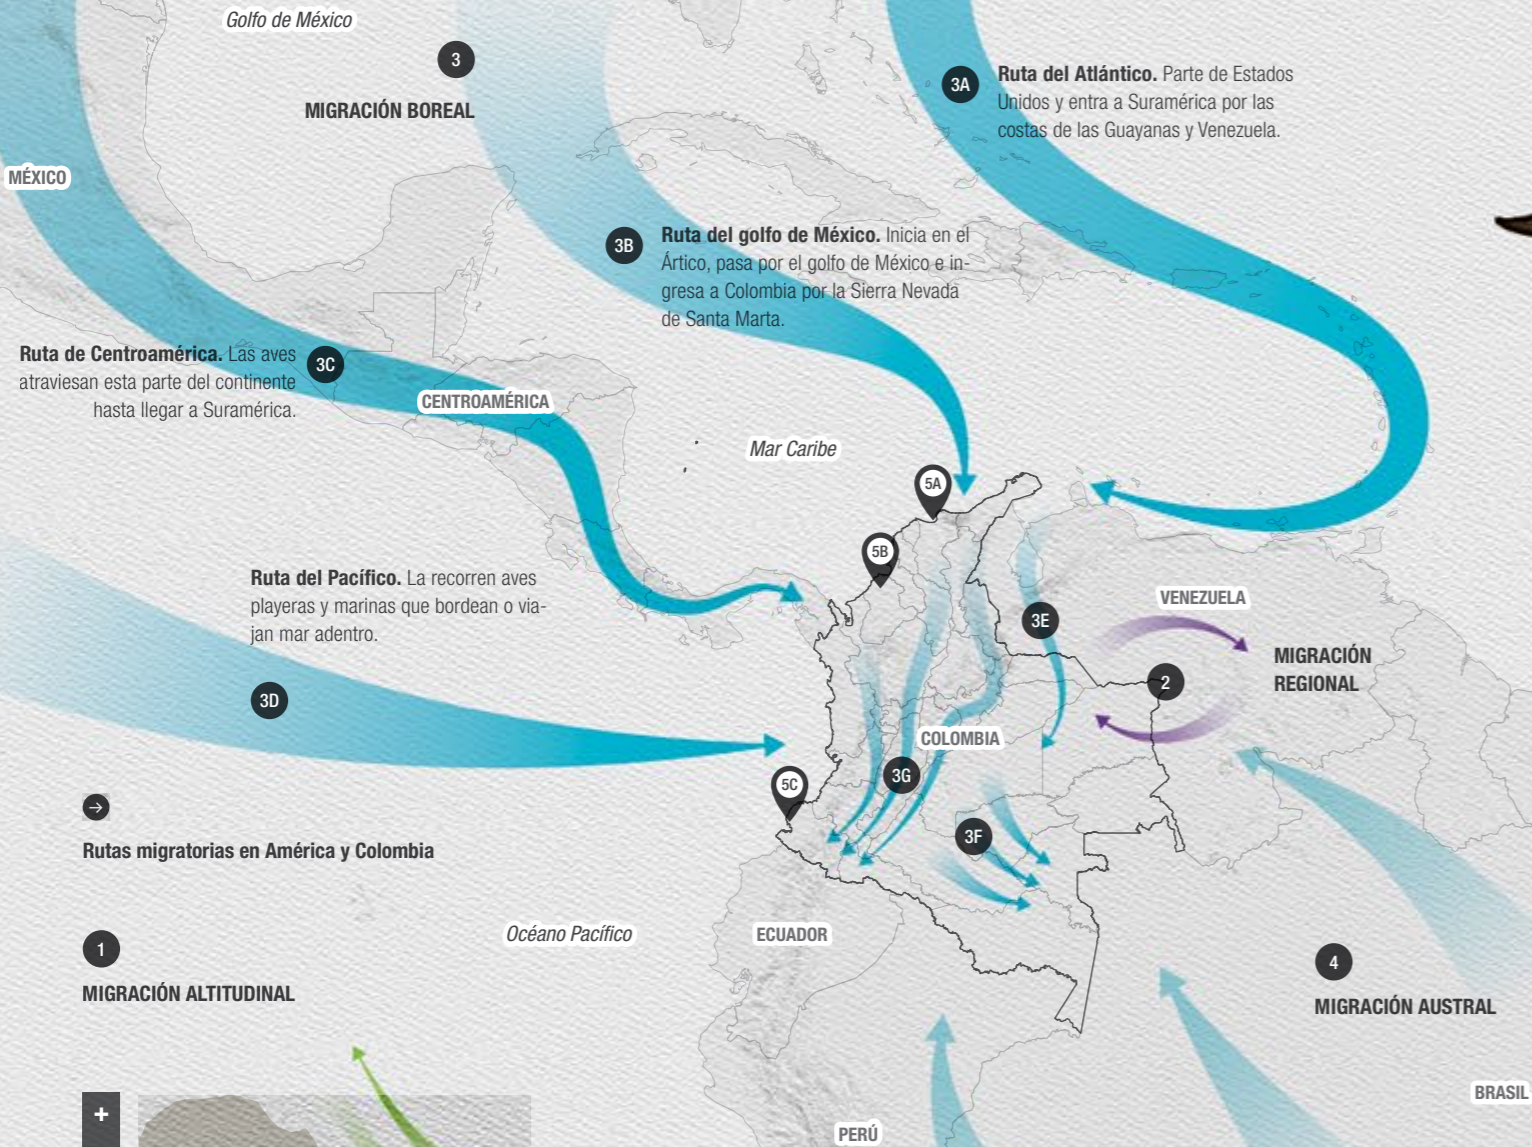 Golfo de México
3
MIGRACIÓN BOREAL
3A
Ruta del Atlántico. Parte de Estados
Unidos y entra a Suramérica por las
costas de las Guayanas y Venezuela.
MÉXICO
3B
Ruta del golfo de México. Inicia en el
Ártico, pasa por el golfo de México e in-
gresa a Colombia por la Sierra Nevada
de Santa Marta.
Ruta de Centroamérica. Las aves
atraviesan esta parte del continente
hasta llegar a Suramérica.
3C
CENTROAMÉRICA
Mar Caribe
5A
5B
Ruta del Pacífico. La recorren aves
playeras y marinas que bordean o via-
jan mar adentro.
3D
3E
VENEZUELA
MIGRACIÓN
REGIONAL
2
COLOMBIA
3G
5C
3F
→
Rutas migratorias en América y Colombia
1
MIGRACIÓN ALTITUDINAL
Océano Pacífico
ECUADOR
4
MIGRACIÓN AUSTRAL
BRASIL
+
PERÚ